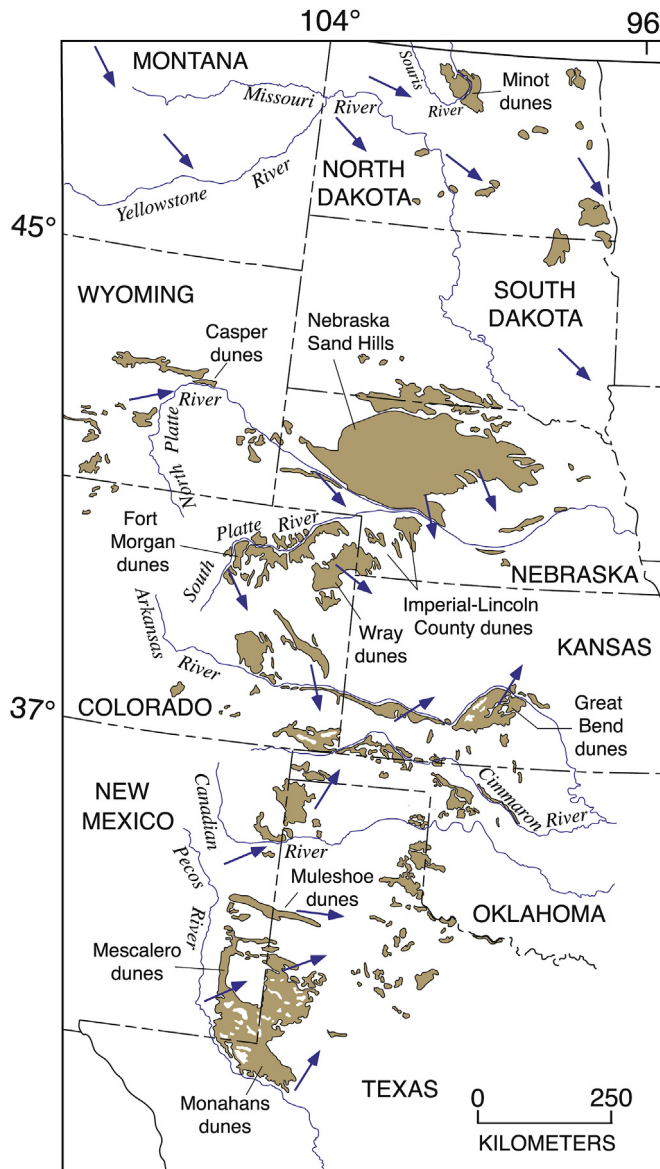 104°
96
MONTANA
Souris
River
Minot
dunes
Missouri River
NORTH
DAKOTA
Yellowstone River
45°
WYOMING
SOUTH
DAKOTA
Casper
dunes
Nebraska
Sand Hills
North Platte River
Fort
Morgan
dunes
South Platte River
NEBRASKA
Imperial-Lincoln
County dunes
Wray
dunes
Arkansas River
KANSAS
37°
COLORADO
Great
Bend
dunes
NEW
MEXICO
Canadian River
Cimmaron River
Pecos River
Muleshoe
dunes
OKLAHOMA
Mescalero
dunes
Monahans
dunes
TEXAS
0 250
KILOMETERS